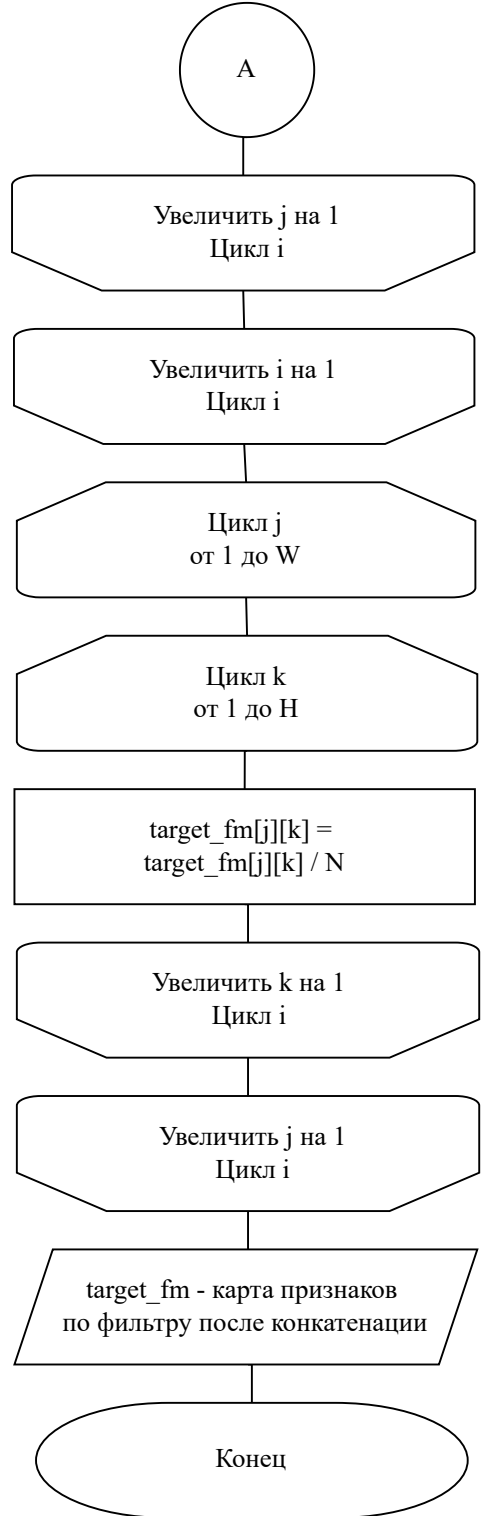 А
Увеличить j на 1
Цикл i
Увеличить i на 1
Цикл i
Цикл j
от 1 до W
Цикл k
от 1 до H
target_fm[j][k] =
target_fm[j][k] / N
Увеличить k на 1
Цикл i
Увеличить j на 1
Цикл i
target_fm - карта признаков
по фильтру после конкатенации
Конец